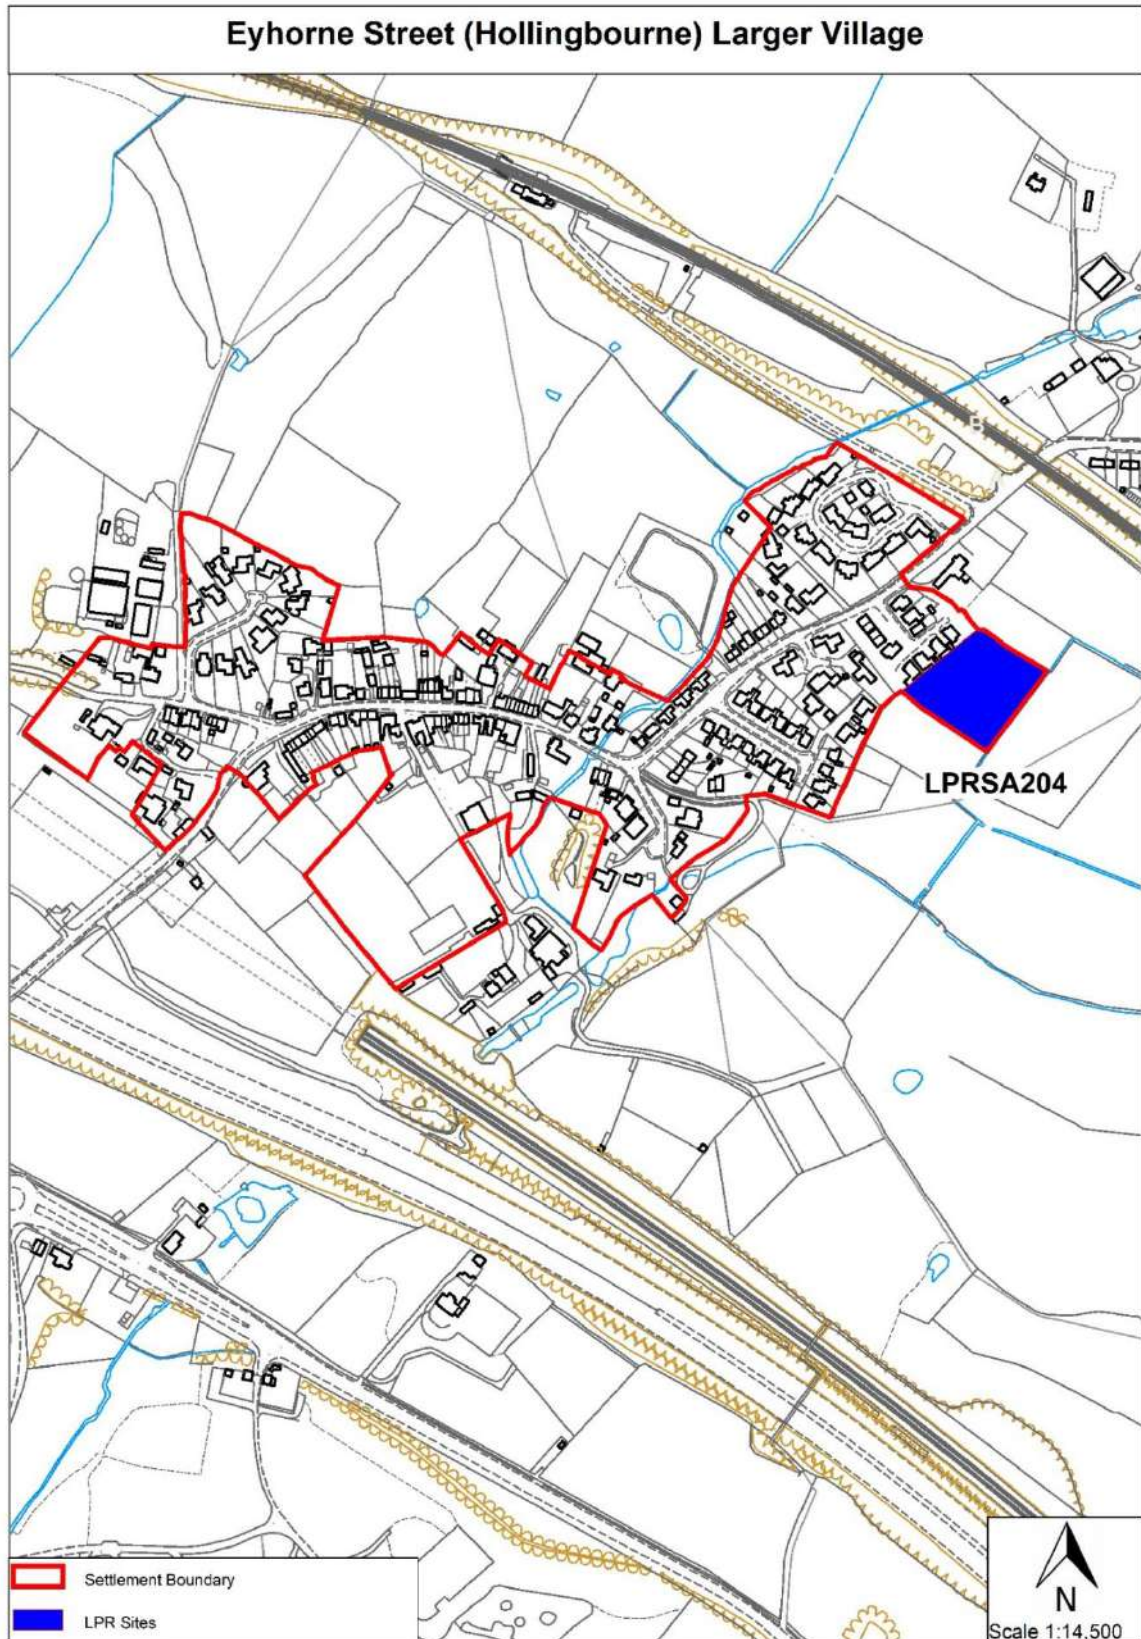 Eyhorne Street (Hollingbourne) Larger Village
B
LPRSA204
Settlement Boundary
LPR Sites
N
Scale 1:14.500